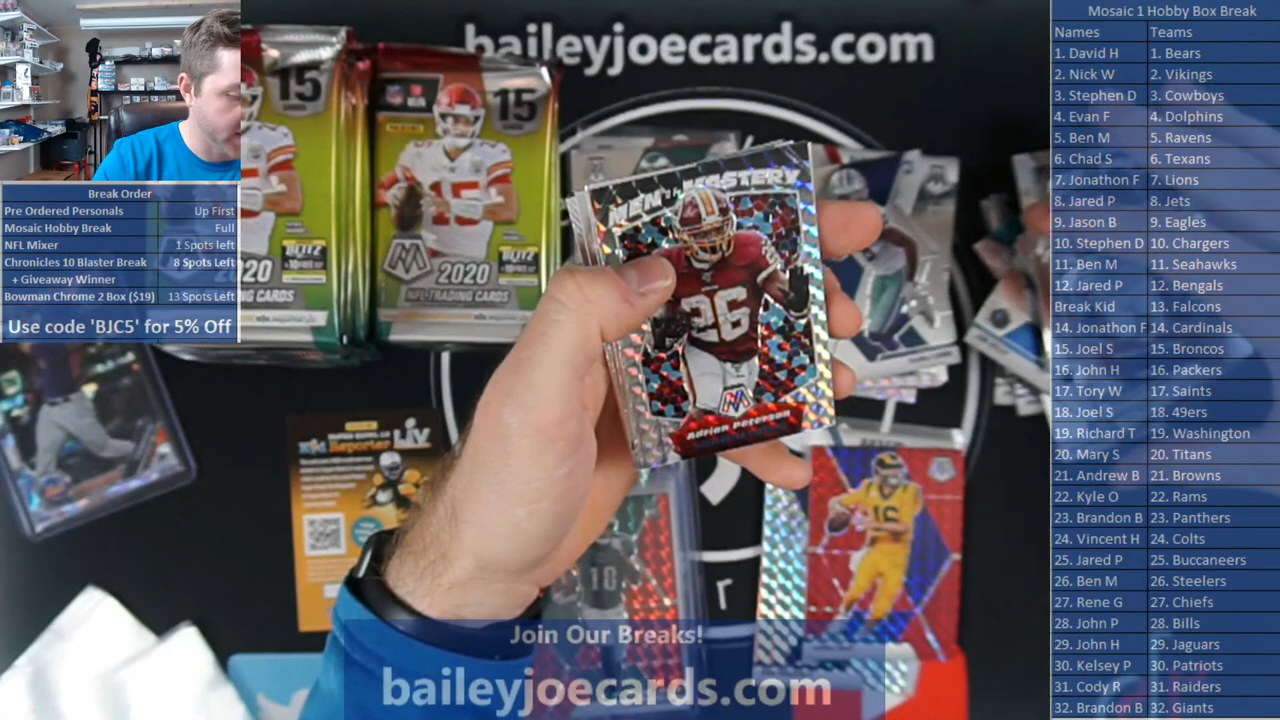 baileyjoecards.com
Break Order
Pre Ordered Personals Up First
Mosaic Hobby Break Full
NFL Mixer 1 Spots left
Chronicles 10 Blaster Break 8 Spots Left
+ Giveaway Winner
Bowman Chrome 2 Box ($19) 13 Spots Left
Use code 'BJC5' for 5% Off
15
15
BLITZ
2020
NFL TRADING CARDS
MEN OF MASTERY
26
Adrian Peterson
LIV
Kid Reporter
10
16
Join Our Breaks!
baileyjoecards.com
Mosaic 1 Hobby Box Break
Names Teams
1. David H 1. Bears
2. Nick W 2. Vikings
3. Stephen D 3. Cowboys
4. Evan F 4. Dolphins
5. Ben M 5. Ravens
6. Chad S 6. Texans
7. Jonathon F 7. Lions
8. Jared P 8. Jets
9. Jason B 9. Eagles
10. Stephen D 10. Chargers
11. Ben M 11. Seahawks
12. Jared P 12. Bengals
Break Kid 13. Falcons
14. Jonathon F 14. Cardinals
15. Joel S 15. Broncos
16. John H 16. Packers
17. Tory W 17. Saints
18. Joel S 18. 49ers
19. Richard T 19. Washington
20. Mary S 20. Titans
21. Andrew B 21. Browns
22. Kyle O 22. Rams
23. Brandon B 23. Panthers
24. Vincent H 24. Colts
25. Jared P 25. Buccaneers
26. Ben M 26. Steelers
27. Rene G 27. Chiefs
28. John P 28. Bills
29. John H 29. Jaguars
30. Kelsey P 30. Patriots
31. Cody R 31. Raiders
32. Brandon B 32. Giants